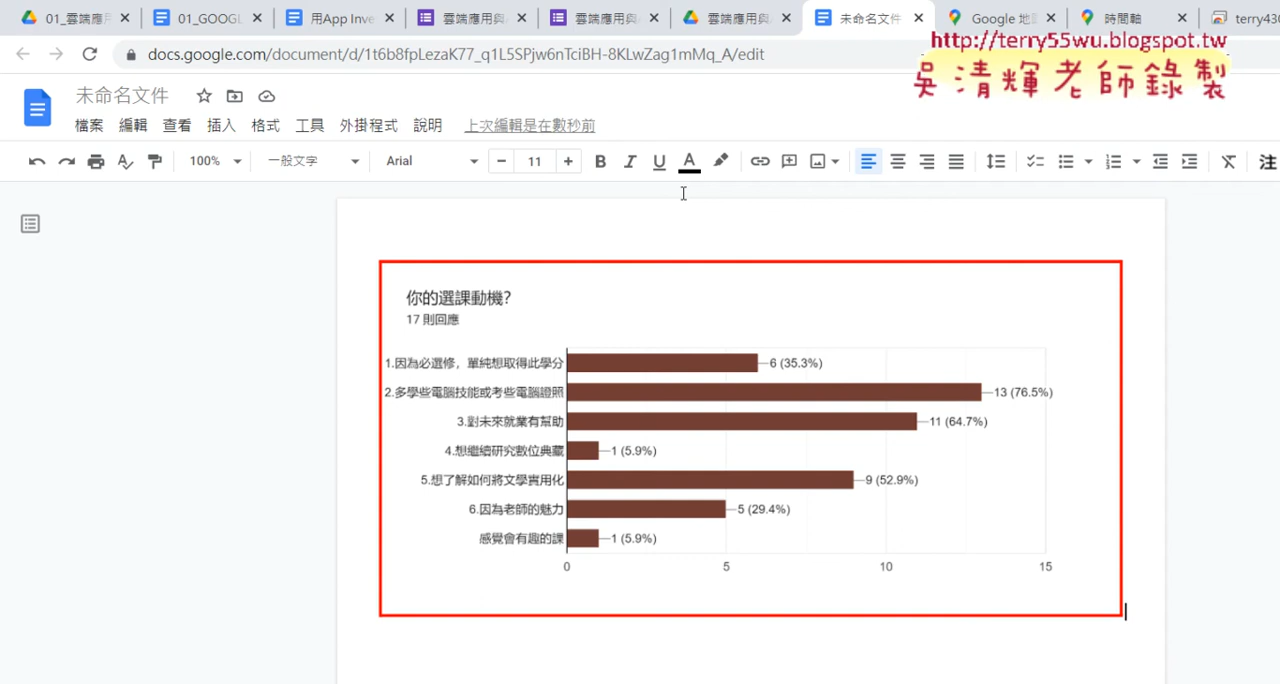 01_雲端應用
01_GOOGL
用App Inve
雲端應用與
雲端應用與
雲端應用與
未命名文件
Google 地
時間軸
terry430
docs.google.com/document/d/1t6b8fpLezaK77_q1L5SPjw6nTciBH-8KLwZag1mMq_A/edit
http://terry55wu.blogspot.tw
吳清輝老師錄製
未命名文件
檔案 編輯 查看 插入 格式 工具 外掛程式 說明 上次編輯是在數秒前
100% 一般文字 Arial 11 B I U A 注
你的選課動機?
17 則回應
1.因為必選修，單純想取得此學分 6 (35.3%)
2.多學些電腦技能或考些電腦證照 13 (76.5%)
3.對未來就業有幫助 11 (64.7%)
4.想繼續研究數位典藏 1 (5.9%)
5.想了解如何將文學實用化 9 (52.9%)
6.因為老師的魅力 5 (29.4%)
感覺會有趣的課 1 (5.9%)
0 5 10 15